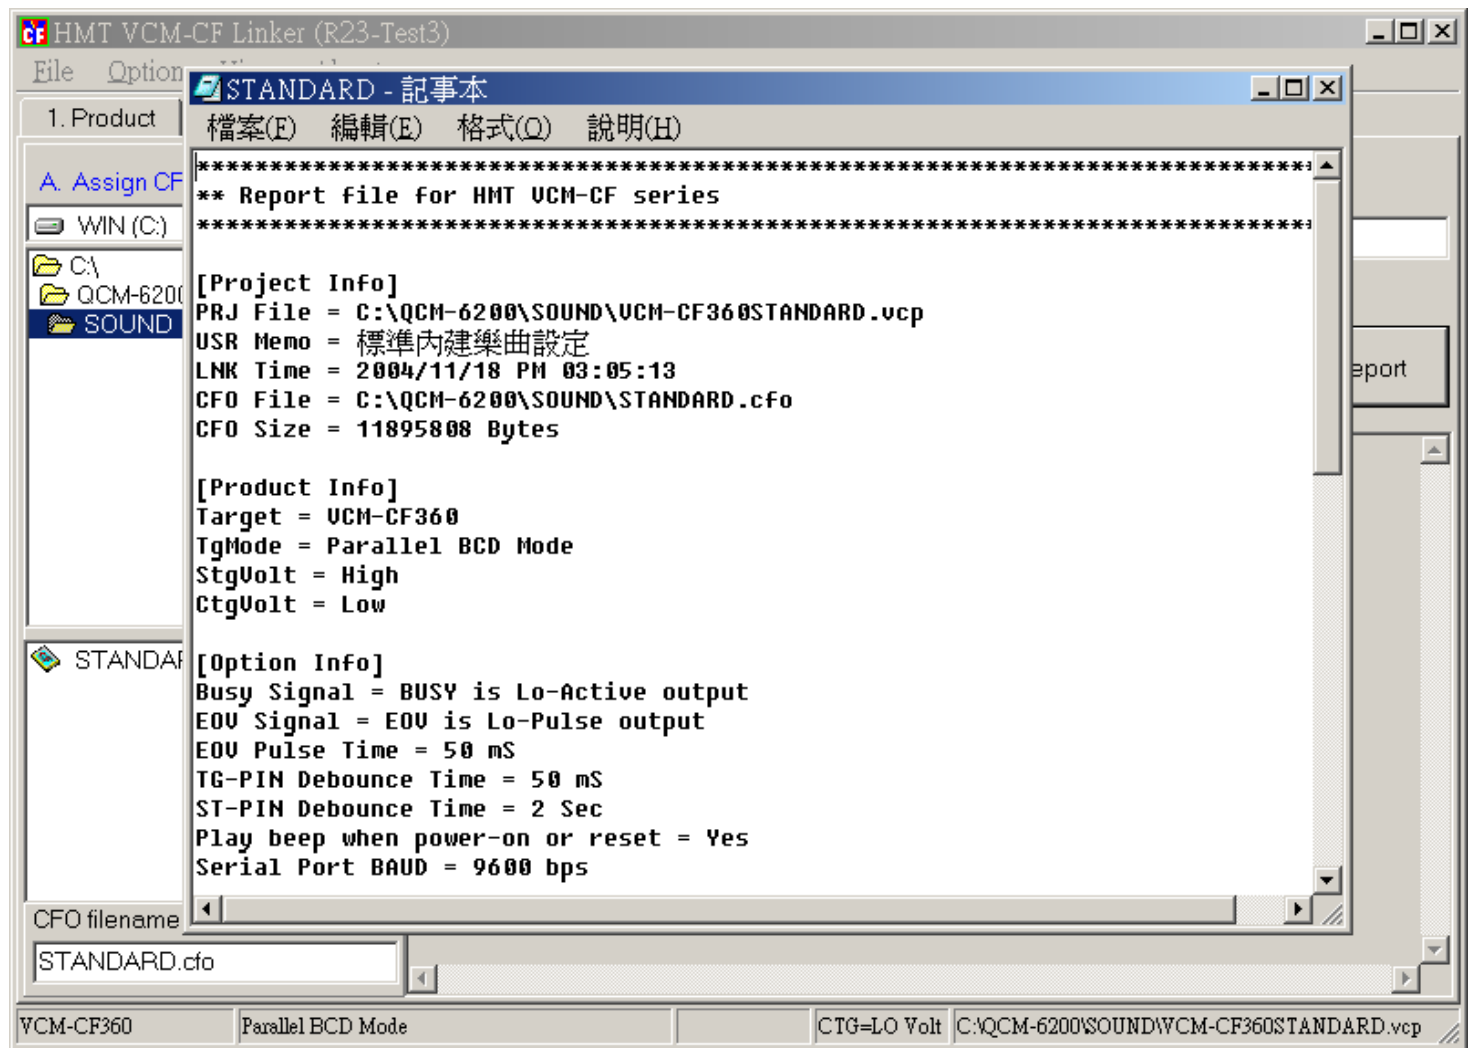 HMT VCM-CF Linker (R23-Test3)
File Option
STANDARD - 記事本
1. Product
檔案(F) 編輯(E) 格式(O) 說明(H)
********************************************************************************
** Report file for HMT VCM-CF series
********************************************************************************
A. Assign CF
WIN (C:)
C:\
QCM-6200
SOUND
[Project Info]
PRJ File = C:\QCM-6200\SOUND\VCM-CF360STANDARD.vcp
USR Memo = 標準內建樂曲設定
LNK Time = 2004/11/18 PM 03:05:13
CFO File = C:\QCM-6200\SOUND\STANDARD.cfo
CFO Size = 11895808 Bytes
eport
[Product Info]
Target = VCM-CF360
TgMode = Parallel BCD Mode
StgVolt = High
CtgVolt = Low
STANDAR
[Option Info]
Busy Signal = BUSY is Lo-Active output
EOV Signal = EOV is Lo-Pulse output
EOV Pulse Time = 50 mS
TG-PIN Debounce Time = 50 mS
ST-PIN Debounce Time = 2 Sec
Play beep when power-on or reset = Yes
Serial Port BAUD = 9600 bps
CFO filename
STANDARD.cfo
VCM-CF360 Parallel BCD Mode CTG=LO Volt C:\QCM-6200\SOUND\VCM-CF360STANDARD.vcp